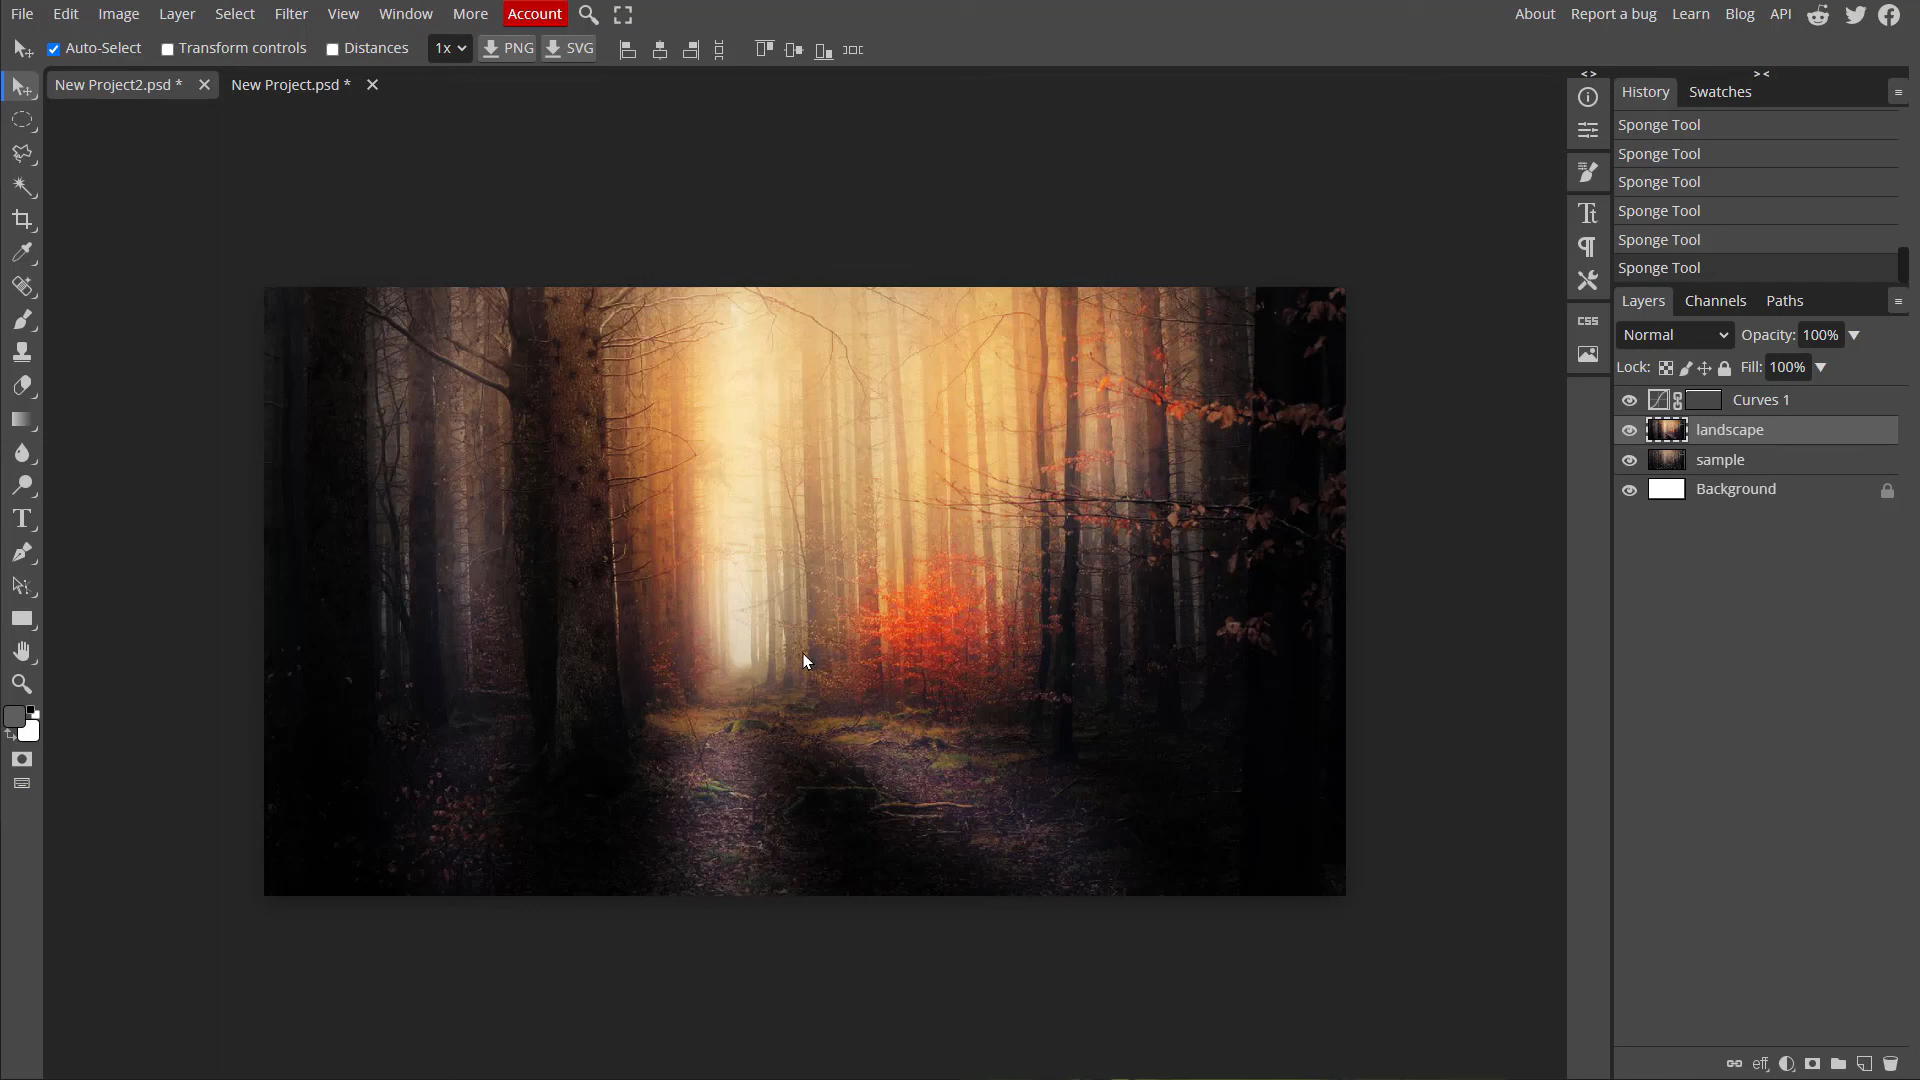 File Edit Image Layer Select Filter View Window More Account About Report a bug Learn Blog API
Auto-Select Transform controls Distances 1x PNG SVG
New Project2.psd * New Project.psd *
History Swatches
Sponge Tool
Sponge Tool
Sponge Tool
Sponge Tool
Sponge Tool
Sponge Tool
Layers Channels Paths
CSS
Normal Opacity: 100%
Lock: Fill: 100%
Curves 1
landscape
sample
Background
eff